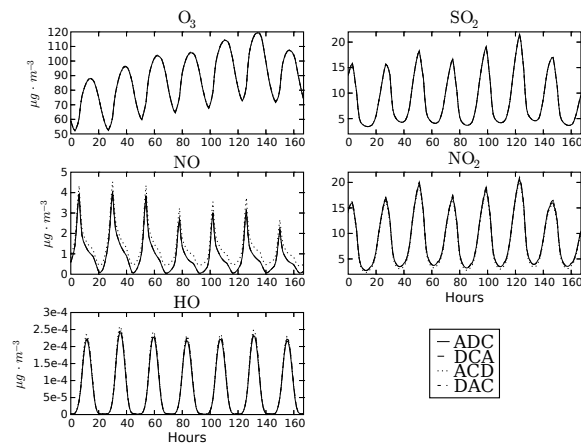 O₃
120
110
100
90
80
70
60
50
μg · m⁻³
0 20 40 60 80 100 120 140 160
Hours
SO₂
20
15
10
5
0 20 40 60 80 100 120 140 160
NO
5
4
3
2
1
0
μg · m⁻³
0 20 40 60 80 100 120 140 160
NO₂
20
15
10
5
0 20 40 60 80 100 120 140 160
Hours
HO
3e-4
2.5e-4
2e-4
1.5e-4
1e-4
5e-5
0
μg · m⁻³
0 20 40 60 80 100 120 140 160
Hours
ADC
DCA
ACD
DAC